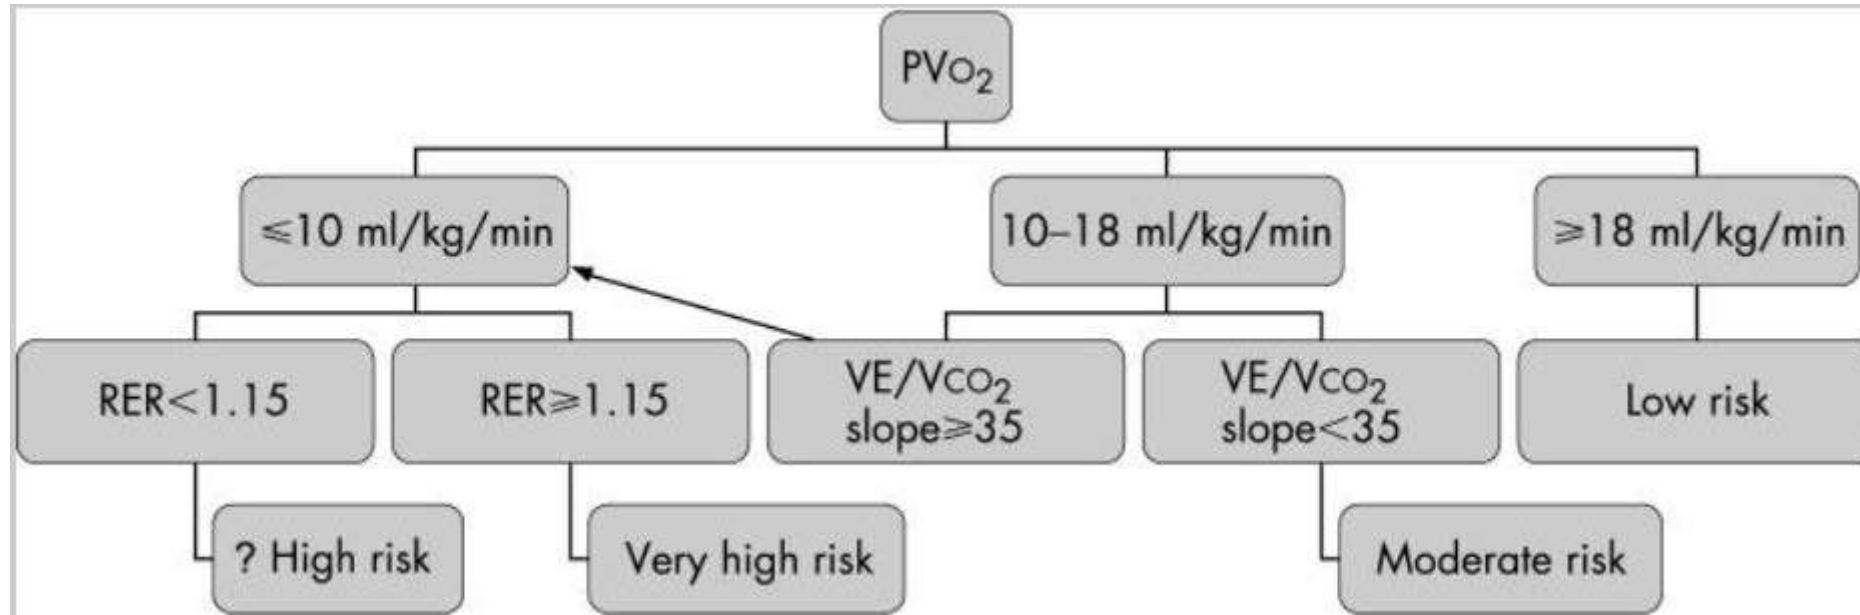 PVO₂
≤10 ml/kg/min
10–18 ml/kg/min
≥18 ml/kg/min
RER<1.15
RER≥1.15
VE/VCO₂
slope≥35
VE/VCO₂
slope<35
Low risk
? High risk
Very high risk
Moderate risk